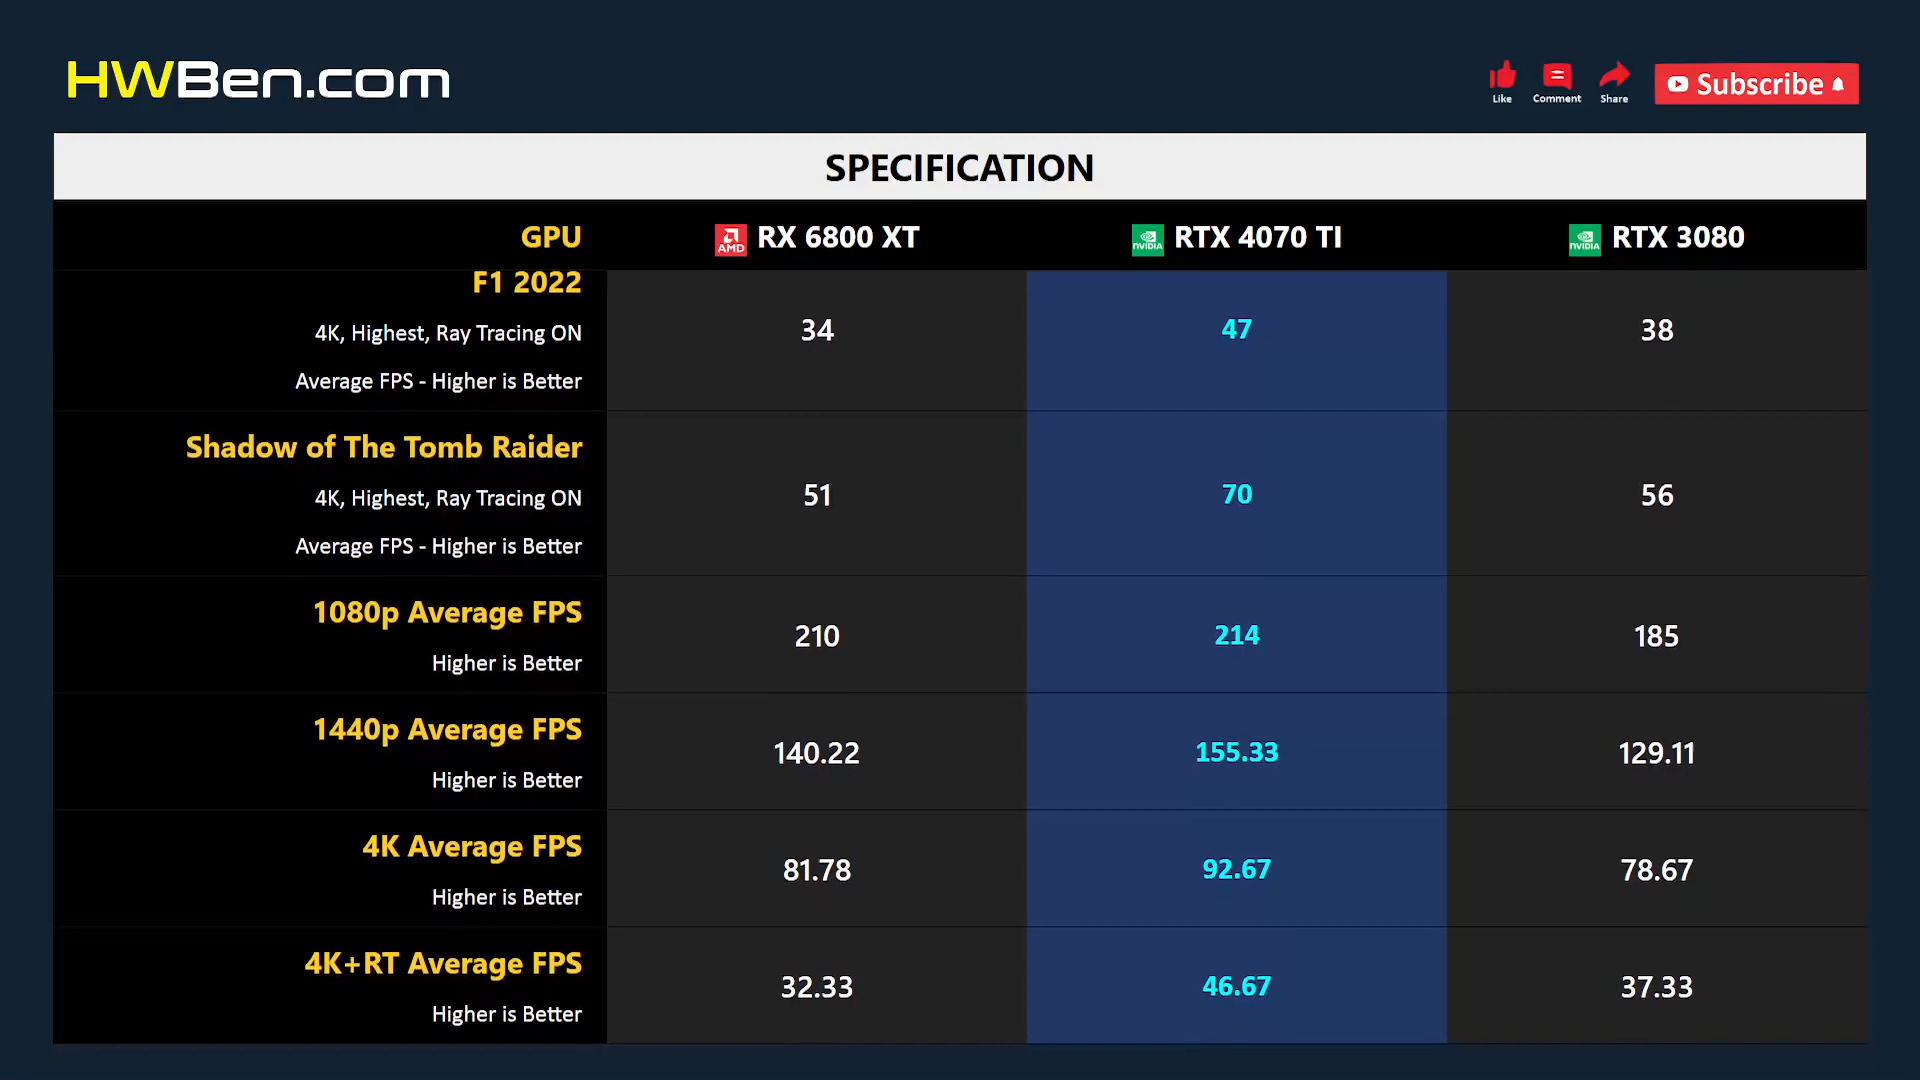 HWBen.com
Like
Comment
Share
Subscribe
SPECIFICATION
GPU
AMD RX 6800 XT
NVIDIA RTX 4070 TI
NVIDIA RTX 3080
F1 2022
4K, Highest, Ray Tracing ON
Average FPS - Higher is Better
34
47
38
Shadow of The Tomb Raider
4K, Highest, Ray Tracing ON
Average FPS - Higher is Better
51
70
56
1080p Average FPS
Higher is Better
210
214
185
1440p Average FPS
Higher is Better
140.22
155.33
129.11
4K Average FPS
Higher is Better
81.78
92.67
78.67
4K+RT Average FPS
Higher is Better
32.33
46.67
37.33